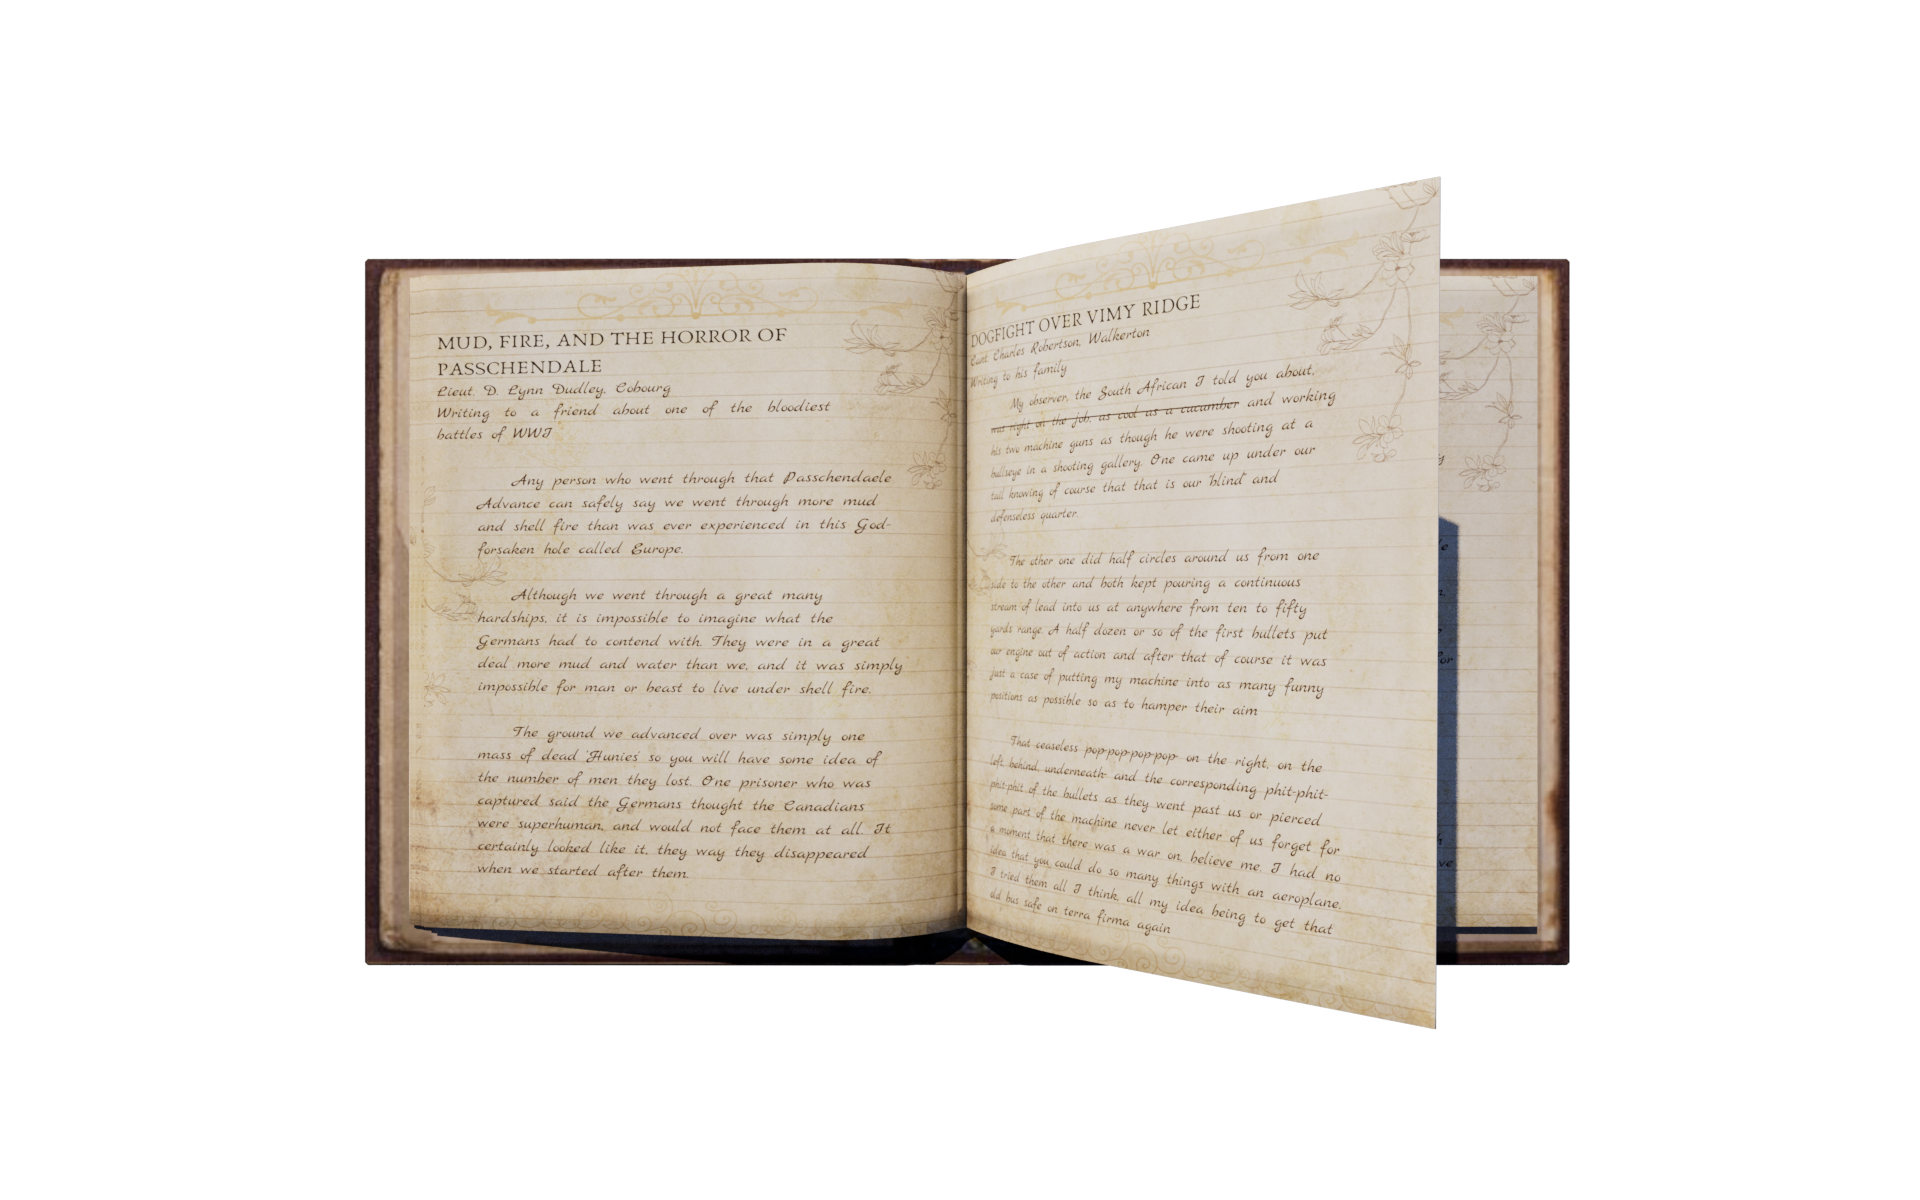 MUD, FIRE, AND THE HORROR OF
PASSCHENDALE
Lieut. D. Lynn Dudley, Cobourg
Writing to a friend about one of the bloodiest
battles of WWI
Any person who went through that Passchendaele
Advance can safely say we went through more mud
and shell fire than was ever experienced in this God-
forsaken hole called Europe.
Although we went through a great many
hardships, it is impossible to imagine what the
Germans had to contend with. They were in a great
deal more mud and water than we, and it was simply
impossible for man or beast to live under shell fire.
The ground we advanced over was simply one
mass of dead 'Hunies' so you will have some idea of
the number of men they lost. One prisoner who was
captured said the Germans thought the Canadians
were superhuman, and would not face them at all. It
certainly looked like it, they way they disappeared
when we started after them.
DOGFIGHT OVER VIMY RIDGE
Lieut. Charles Robertson, Walkerton
Writing to his family
My observer, the South African I told you about,
was right on the job, as cool as a cucumber and working
his two machine guns as though he were shooting at a
bullseye in a shooting gallery. One came up under our
tail knowing of course that that is our "blind" and
defenseless quarter.
The other one did half circles around us from one
side to the other and both kept pouring a continuous
stream of lead into us at anywhere from ten to fifty
yards range. A half dozen or so of the first bullets put
our engine out of action and after that of course it was
just a case of putting my machine into as many funny
positions as possible so as to hamper their aim
That ceaseless pop-pop-pop-pop-pop on the right, on the
left, behind, underneath and the corresponding phit-phit-
phit-phit of the bullets as they went past us or pierced
some part of the machine never let either of us forget for
a moment that there was a war on, believe me. I had no
idea that you could do so many things with an aeroplane.
I tried them all I think, all my idea being to get that
old bus safe on terra firma again